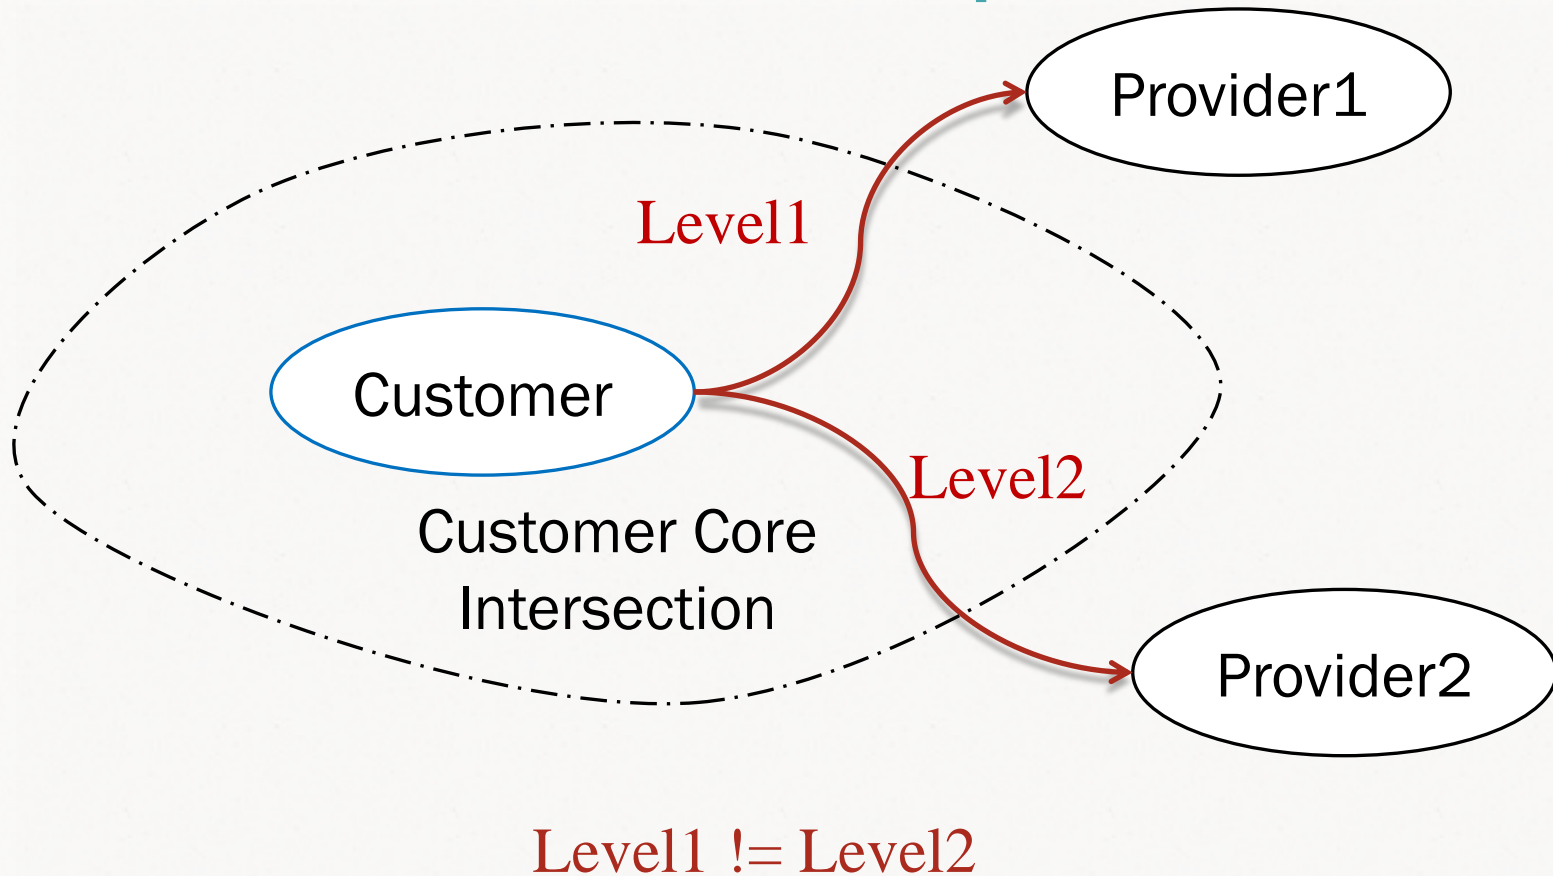 Provider1
Level1
Customer
Level2
Customer Core
Intersection
Provider2
Level1 != Level2